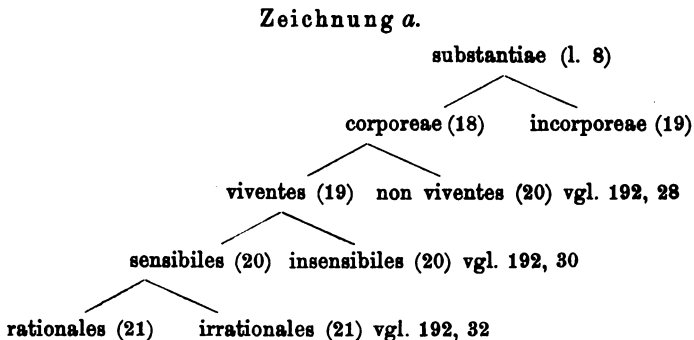 Zeichnung a.
substantiae (l. 8)
corporeae (18) incorporeae (19)
viventes (19) non viventes (20) vgl. 192, 28
sensibiles (20) insensibiles (20) vgl. 192, 30
rationales (21) irrationales (21) vgl. 192, 32